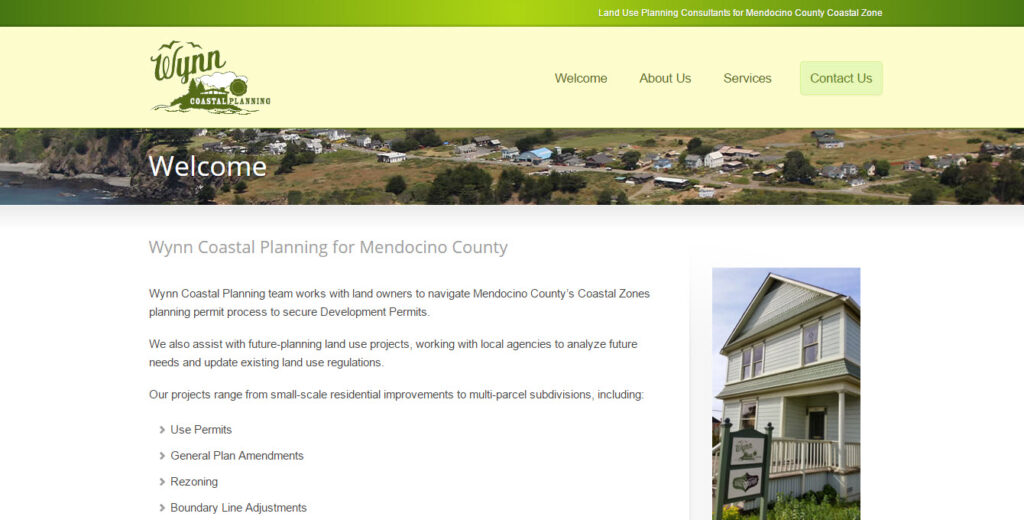 Land Use Planning Consultants for Mendocino County Coastal Zone
Wynn
COASTAL PLANNING
Welcome
About Us
Services
Contact Us
Welcome
Wynn Coastal Planning for Mendocino County
Wynn Coastal Planning team works with land owners to navigate Mendocino County’s Coastal Zones
planning permit process to secure Development Permits.
We also assist with future-planning land use projects, working with local agencies to analyze future
needs and update existing land use regulations.
Our projects range from small-scale residential improvements to multi-parcel subdivisions, including:
Use Permits
General Plan Amendments
Rezoning
Boundary Line Adjustments
Wynn